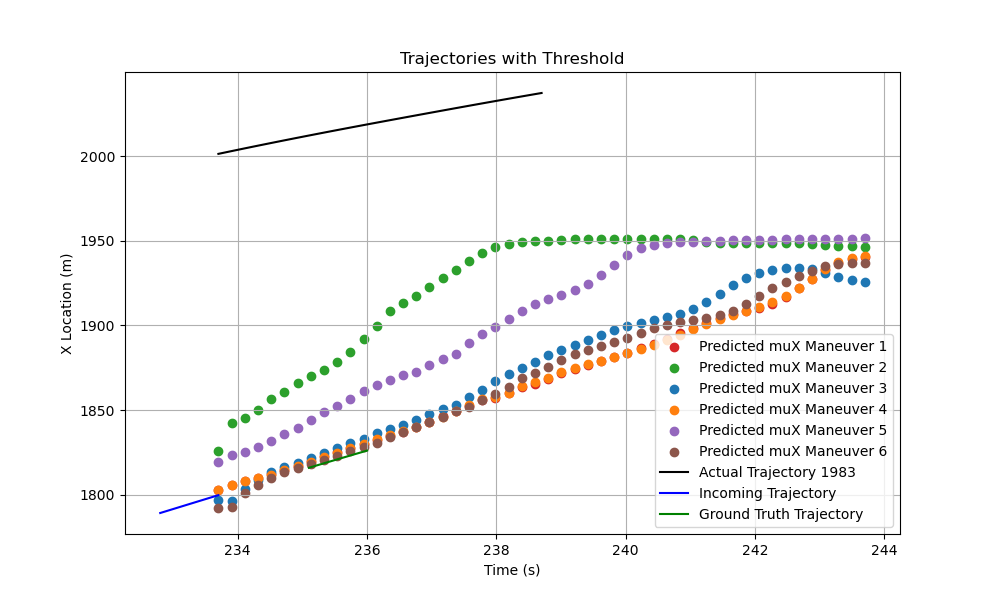 Trajectories with Threshold
X Location (m)
2000
1950
1900
1850
1800
Predicted muX Maneuver 1
Predicted muX Maneuver 2
Predicted muX Maneuver 3
Predicted muX Maneuver 4
Predicted muX Maneuver 5
Predicted muX Maneuver 6
Actual Trajectory 1983
Incoming Trajectory
Ground Truth Trajectory
234 236 238 240 242 244
Time (s)